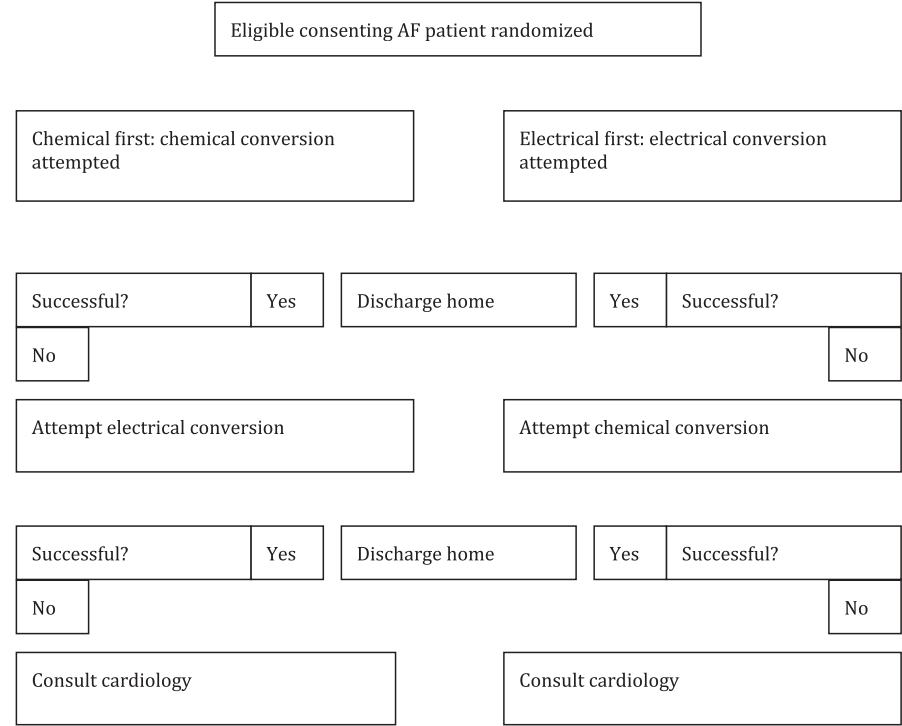 Eligible consenting AF patient randomized
Chemical first: chemical conversion
attempted
Electrical first: electrical conversion
attempted
Successful?
Yes
Discharge home
Yes
Successful?
No
No
Attempt electrical conversion
Attempt chemical conversion
Successful?
Yes
Discharge home
Yes
Successful?
No
No
Consult cardiology
Consult cardiology